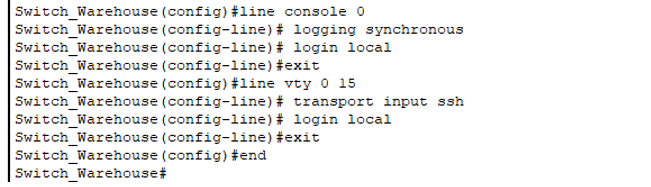 Switch_Warehouse(config)#line console 0
Switch_Warehouse(config-line)# logging synchronous
Switch_Warehouse(config-line)# login local
Switch_Warehouse(config-line)#exit
Switch_Warehouse(config)#line vty 0 15
Switch_Warehouse(config-line)# transport input ssh
Switch_Warehouse(config-line)# login local
Switch_Warehouse(config-line)#exit
Switch_Warehouse(config)#end
Switch_Warehouse#